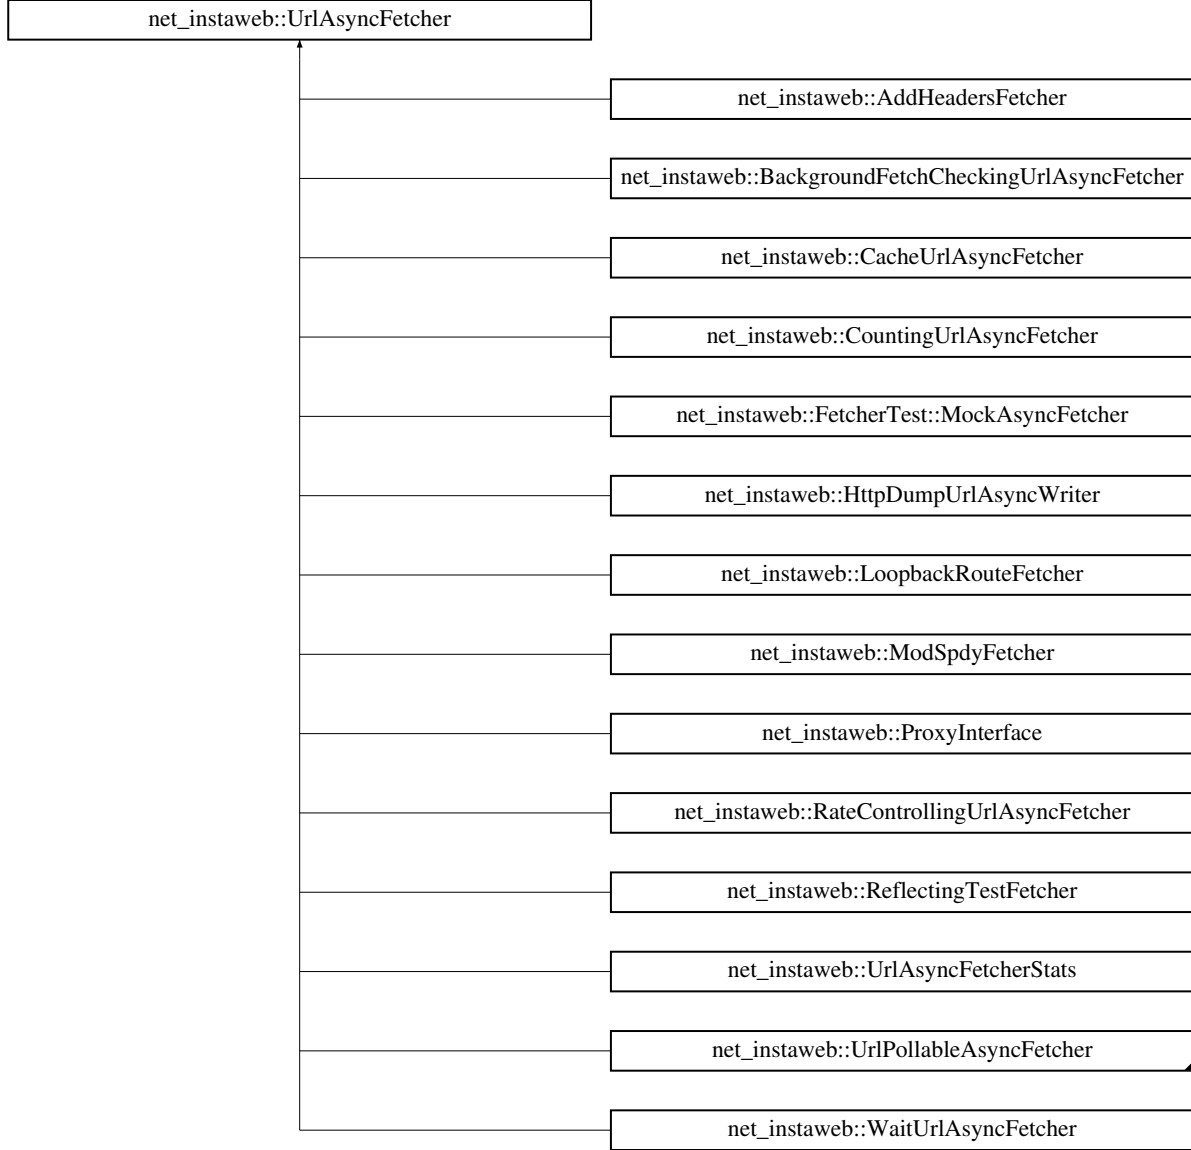 net_instaweb::UrlAsyncFetcher
net_instaweb::AddHeadersFetcher
net_instaweb::BackgroundFetchCheckingUrlAsyncFetcher
net_instaweb::CacheUrlAsyncFetcher
net_instaweb::CountingUrlAsyncFetcher
net_instaweb::FetcherTest::MockAsyncFetcher
net_instaweb::HttpDumpUrlAsyncWriter
net_instaweb::LoopbackRouteFetcher
net_instaweb::ModSpdyFetcher
net_instaweb::ProxyInterface
net_instaweb::RateControllingUrlAsyncFetcher
net_instaweb::ReflectingTestFetcher
net_instaweb::UrlAsyncFetcherStats
net_instaweb::UrlPollableAsyncFetcher
net_instaweb::WaitUrlAsyncFetcher